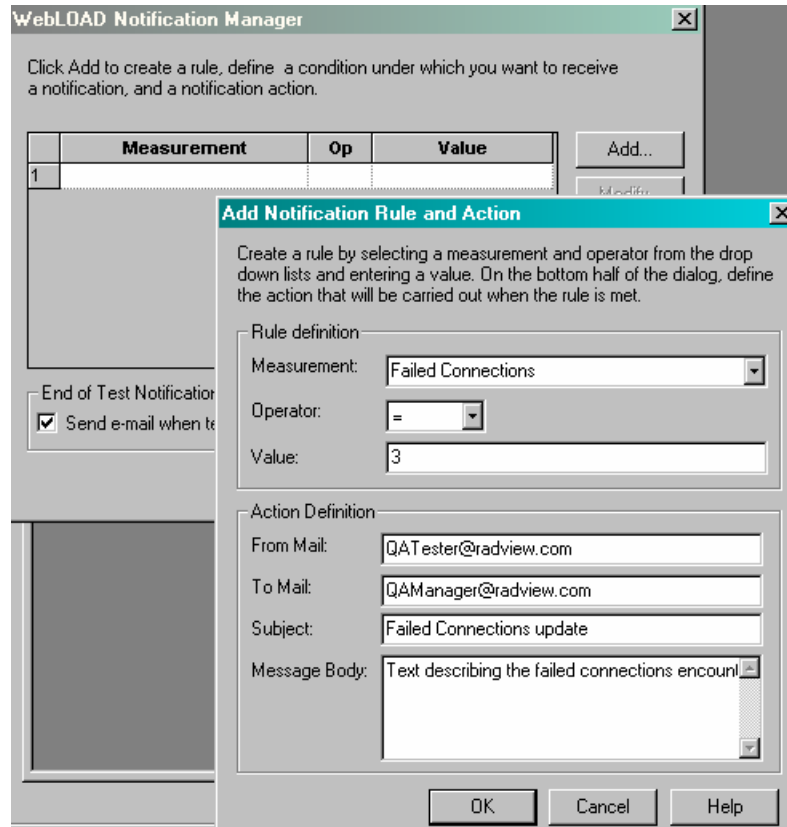 WebLOAD Notification Manager
Click Add to create a rule, define a condition under which you want to receive
a notification, and a notification action.
Measurement Op Value
Add...
1
Modify
Add Notification Rule and Action
Create a rule by selecting a measurement and operator from the drop
down lists and entering a value. On the bottom half of the dialog, define
the action that will be carried out when the rule is met.
Rule definition
Measurement: Failed Connections
Operator: =
Value: 3
End of Test Notification
Send e-mail when te
Action Definition
From Mail: QATester@radview.com
To Mail: QAManager@radview.com
Subject: Failed Connections update
Message Body: Text describing the failed connections encount
OK Cancel Help